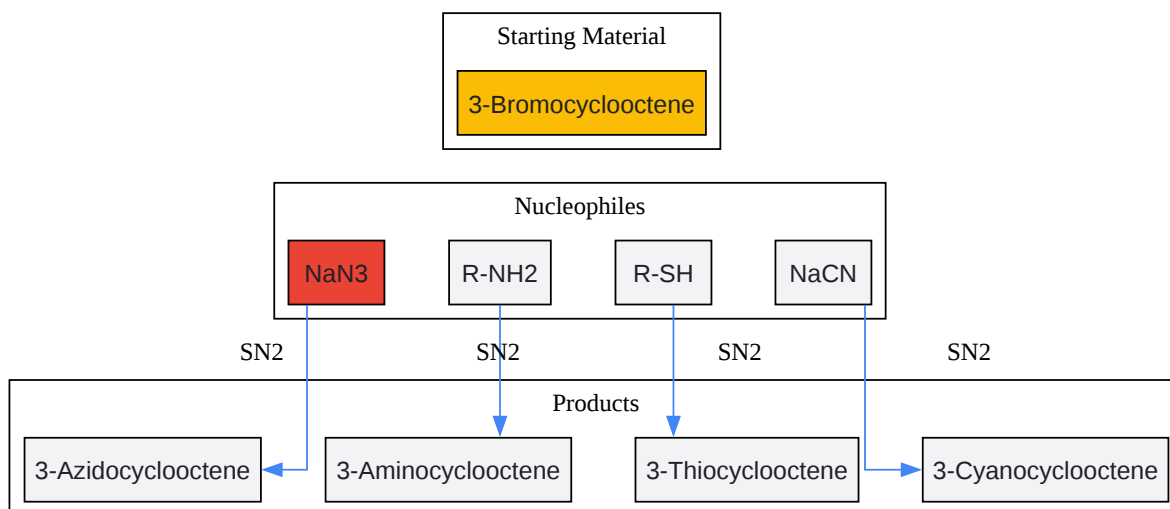 Starting Material
3-Bromocyclooctene
Nucleophiles
NaN3
R-NH2
R-SH
NaCN
SN2
SN2
SN2
SN2
Products
3-Azidocyclooctene
3-Aminocyclooctene
3-Thiocyclooctene
3-Cyanocyclooctene